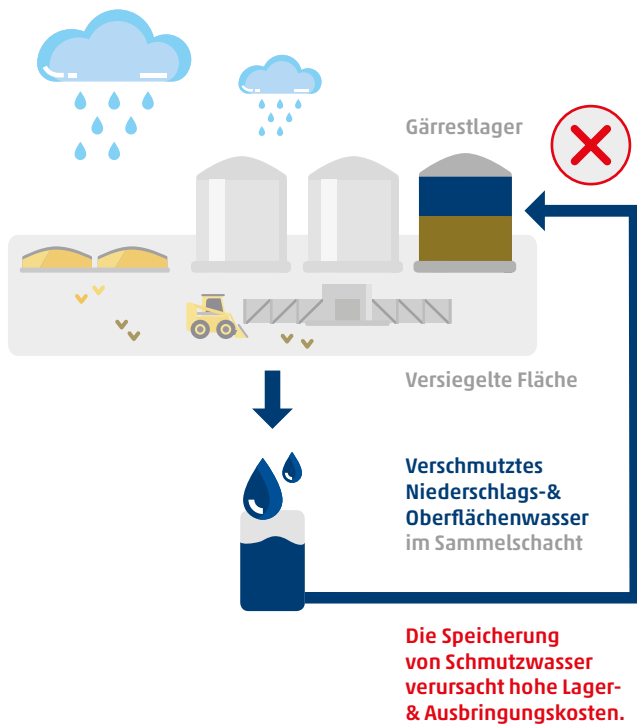 Gärrestlager
Versiegelte Fläche
Verschmutztes
Niederschlags-&
Oberflächenwasser
im Sammelschacht
Die Speicherung
von Schmutzwasser
verursacht hohe Lager-
& Ausbringungskosten.